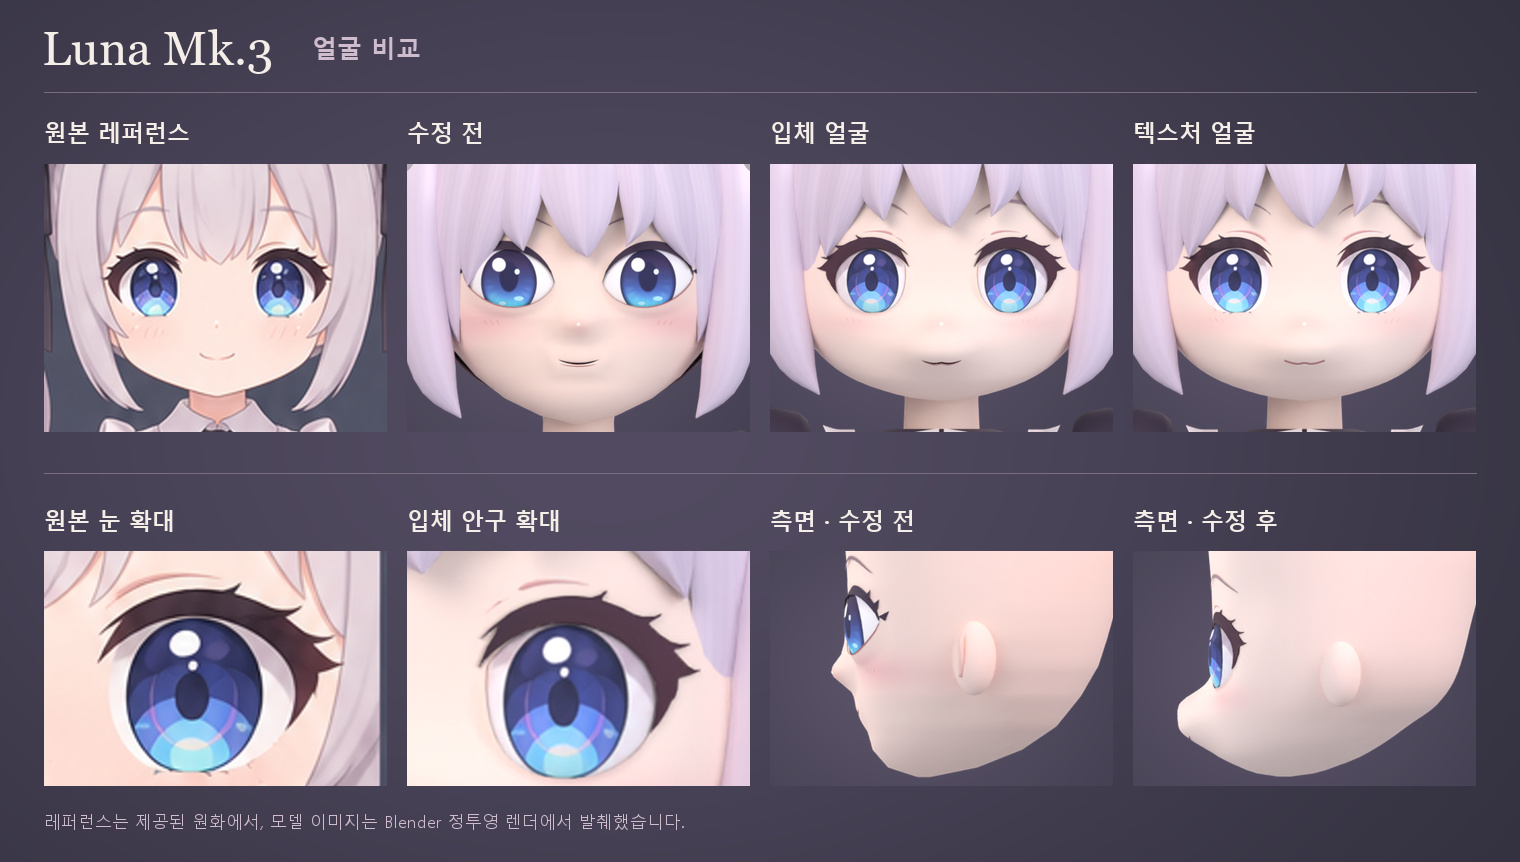 Luna Mk.3 얼굴 비교
원본 레퍼런스 수정 전 입체 얼굴 텍스처 얼굴
원본 눈 확대 입체 안구 확대 측면 · 수정 전 측면 · 수정 후
레퍼런스는 제공된 원화에서, 모델 이미지는 Blender 정투영 렌더에서 발췌했습니다.